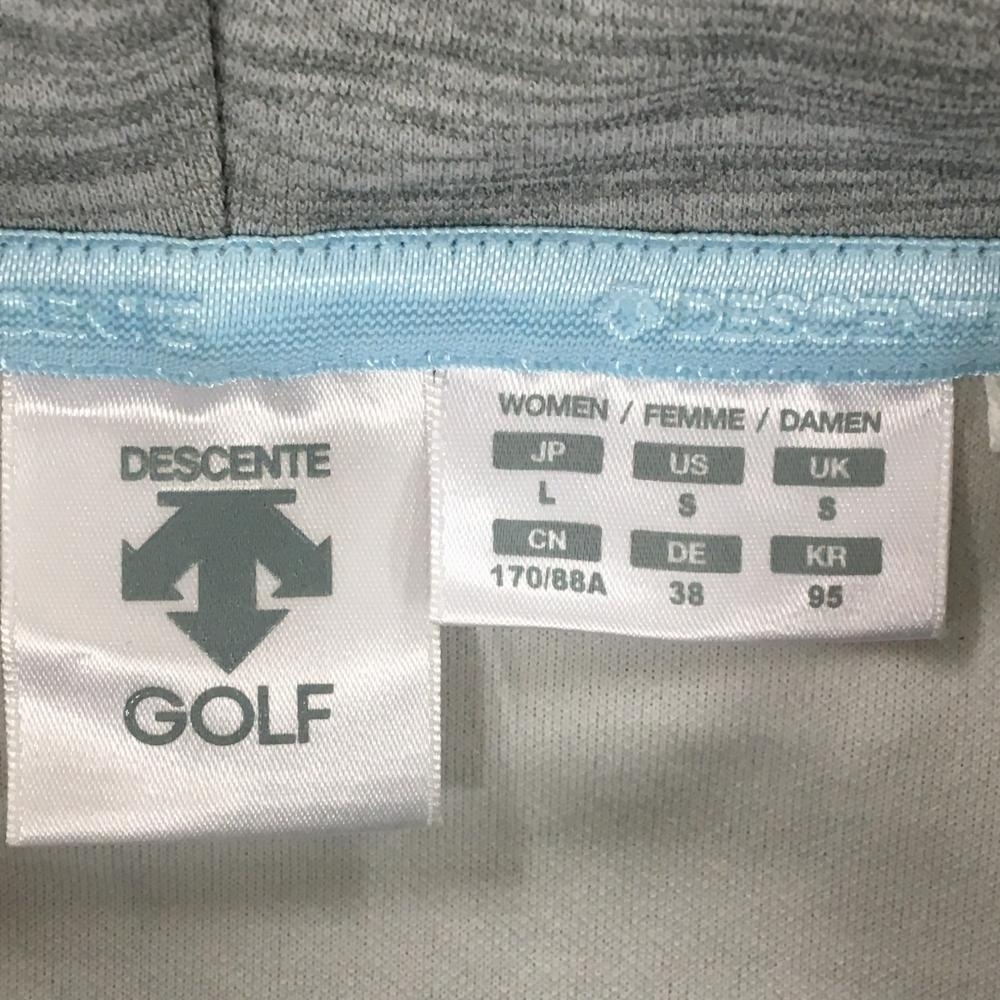 DESCENTE
GOLF
WOMEN / FEMME / DAMEN
JP US UK
L S S
CN DE KR
170/88A 38 95